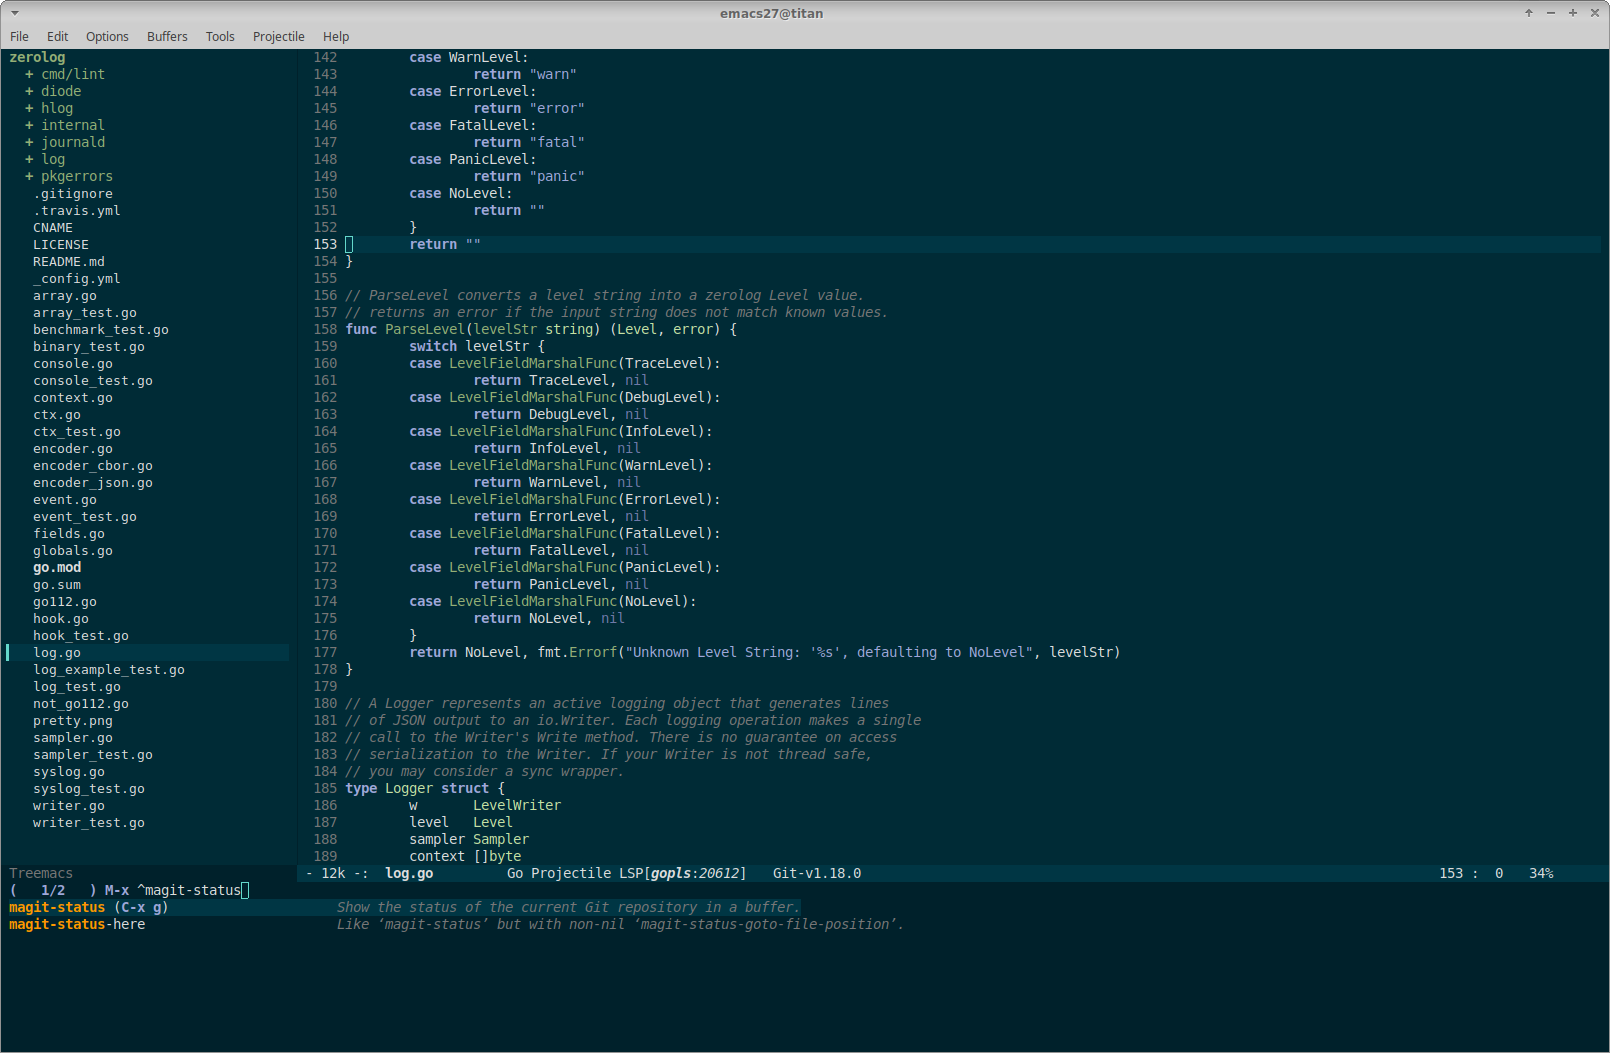 emacs27@titan
File Edit Options Buffers Tools Projectile Help
zerolog
+ cmd/lint
+ diode
+ hlog
+ internal
+ journald
+ log
+ pkgerrors
.gitignore
.travis.yml
CNAME
LICENSE
README.md
_config.yml
array.go
array_test.go
benchmark_test.go
binary_test.go
console.go
console_test.go
context.go
ctx.go
ctx_test.go
encoder.go
encoder_cbor.go
encoder_json.go
event.go
event_test.go
fields.go
globals.go
go.mod
go.sum
go112.go
hook.go
hook_test.go
log.go
log_example_test.go
log_test.go
not_go112.go
pretty.png
sampler.go
sampler_test.go
syslog.go
syslog_test.go
writer.go
writer_test.go
142         case WarnLevel:
143                 return "warn"
144         case ErrorLevel:
145                 return "error"
146         case FatalLevel:
147                 return "fatal"
148         case PanicLevel:
149                 return "panic"
150         case NoLevel:
151                 return ""
152         }
153         return ""
154 }
155
156 // ParseLevel converts a level string into a zerolog Level value.
157 // returns an error if the input string does not match known values.
158 func ParseLevel(levelStr string) (Level, error) {
159         switch levelStr {
160         case LevelFieldMarshalFunc(TraceLevel):
161                 return TraceLevel, nil
162         case LevelFieldMarshalFunc(DebugLevel):
163                 return DebugLevel, nil
164         case LevelFieldMarshalFunc(InfoLevel):
165                 return InfoLevel, nil
166         case LevelFieldMarshalFunc(WarnLevel):
167                 return WarnLevel, nil
168         case LevelFieldMarshalFunc(ErrorLevel):
169                 return ErrorLevel, nil
170         case LevelFieldMarshalFunc(FatalLevel):
171                 return FatalLevel, nil
172         case LevelFieldMarshalFunc(PanicLevel):
173                 return PanicLevel, nil
174         case LevelFieldMarshalFunc(NoLevel):
175                 return NoLevel, nil
176         }
177         return NoLevel, fmt.Errorf("Unknown Level String: '%s', defaulting to NoLevel", levelStr)
178 }
179
180 // A Logger represents an active logging object that generates lines
181 // of JSON output to an io.Writer. Each logging operation makes a single
182 // call to the Writer's Write method. There is no guarantee on access
183 // serialization to the Writer. If your Writer is not thread safe,
184 // you may consider a sync wrapper.
185 type Logger struct {
186         w       LevelWriter
187         level   Level
188         sampler Sampler
189         context []byte
Treemacs
- 12k -:  log.go         Go Projectile LSP[gopls:20612]   Git-v1.18.0   153 :  0   34%
(   1/2   ) M-x ^magit-status
magit-status (C-x g)   Show the status of the current Git repository in a buffer.
magit-status-here   Like ‘magit-status’ but with non-nil ‘magit-status-goto-file-position’.